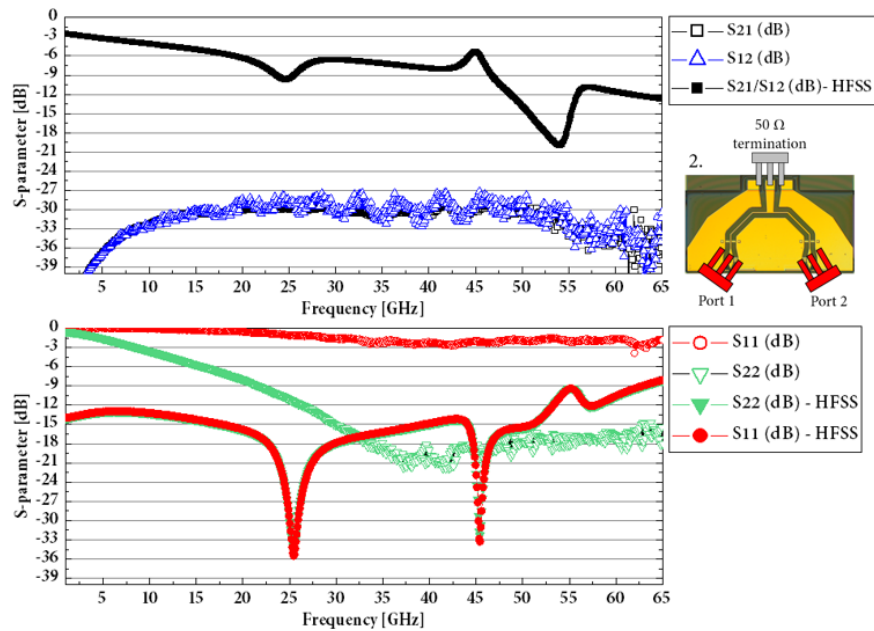 0
-3
-6
-9
-12
-15
-18
-21
-24
-27
-30
-33
-36
-39
S-parameter [dB]
5 10 15 20 25 30 35 40 45 50 55 60 65
Frequency [GHz]
S21 (dB)
S12 (dB)
S21/S12 (dB)- HFSS
50 Ω
termination
2.
Port 1 Port 2
0
-3
-6
-9
-12
-15
-18
-21
-24
-27
-30
-33
-36
-39
S-parameter [dB]
5 10 15 20 25 30 35 40 45 50 55 60 65
Frequency [GHz]
S11 (dB)
S22 (dB)
S22 (dB) - HFSS
S11 (dB) - HFSS